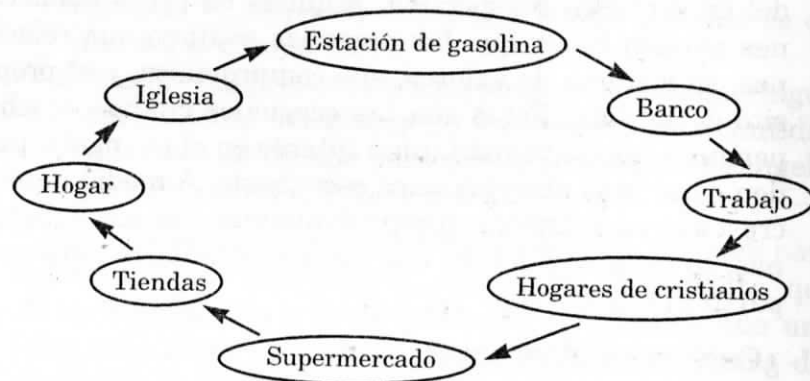 Estación de gasolina
Iglesia
Banco
Hogar
Trabajo
Tiendas
Hogares de cristianos
Supermercado